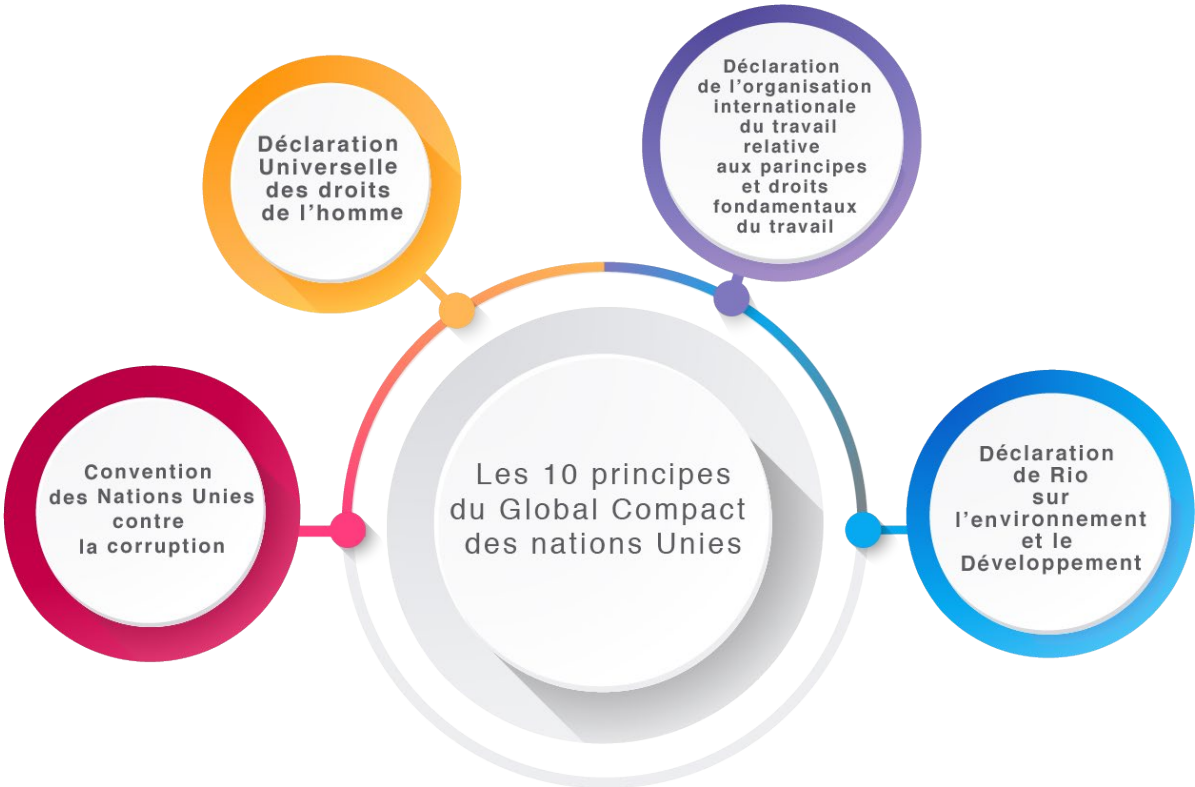 Déclaration
Universelle
des droits
de l'homme
Déclaration
de l'organisation
internationale
du travail
relative
aux parincipes
et droits
fondamentaux
du travail
Convention
des Nations Unies
contre
la corruption
Les 10 principes
du Global Compact
des nations Unies
Déclaration
de Rio
sur
l'environnement
et le
Développement